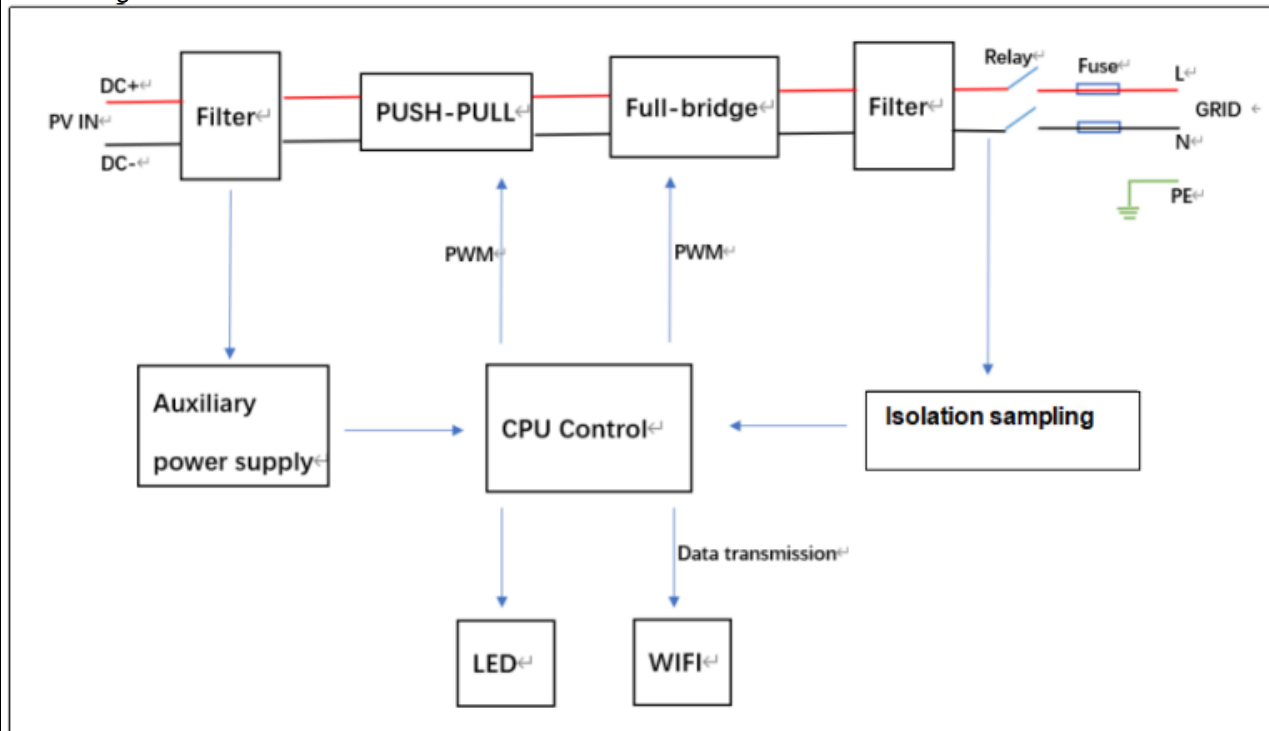 DC+
PV IN
DC-
Filter
PUSH-PULL
Full-bridge
Filter
Relay
Fuse
L
GRID
N
PE
PWM
PWM
Auxiliary
power supply
CPU Control
Isolation sampling
Data transmission
LED
WIFI